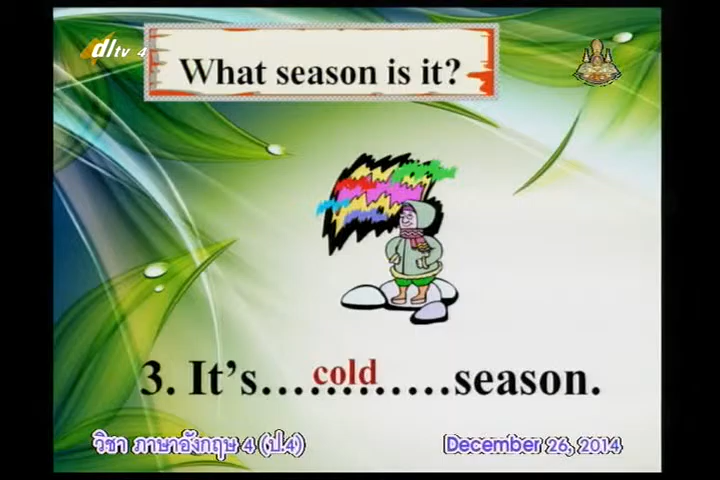 dltv 4
What season is it?
3. It's.....cold.........season.
วิชา ภาษาอังกฤษ 4 (ป.4)
December 26, 2014